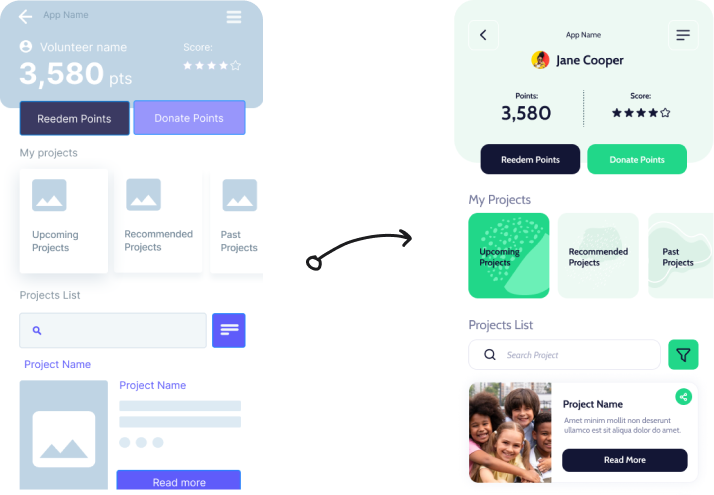 App Name
Volunteer name
Score:
3,580 pts
Reedem Points
Donate Points
My projects
Upcoming
Projects
Recommended
Projects
Past
Projects
Projects List
Project Name
Project Name
Read more
App Name
Jane Cooper
Points:
3,580
Score:
Reedem Points
Donate Points
My Projects
Upcoming
Projects
Recommended
Projects
Past
Projects
Projects List
Search Project
Project Name
Amet minim mollit non deserunt
ullamco est sit aliqua dolor do amet.
Read More